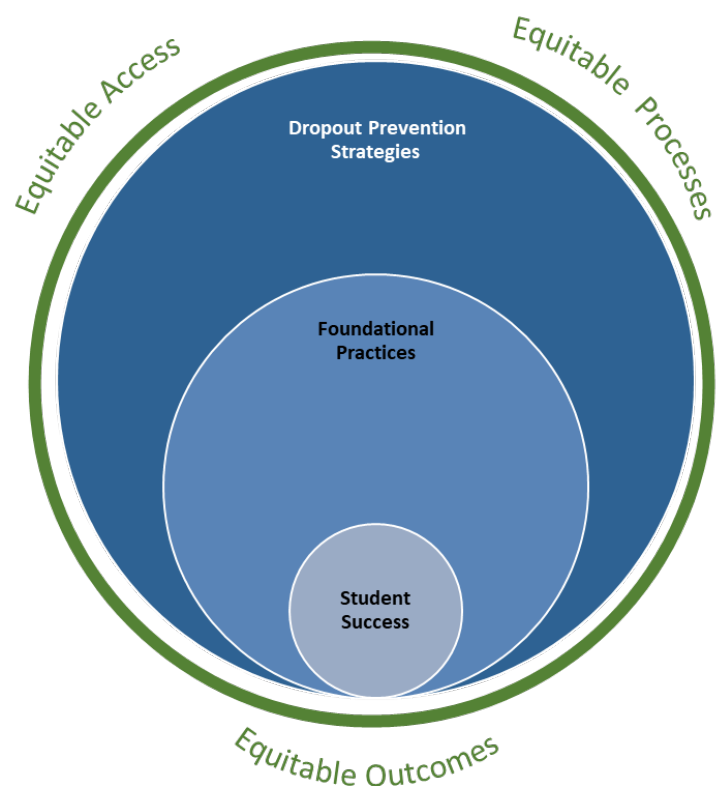 Equitable Access
Equitable Processes
Dropout Prevention
Strategies
Foundational
Practices
Student
Success
Equitable Outcomes